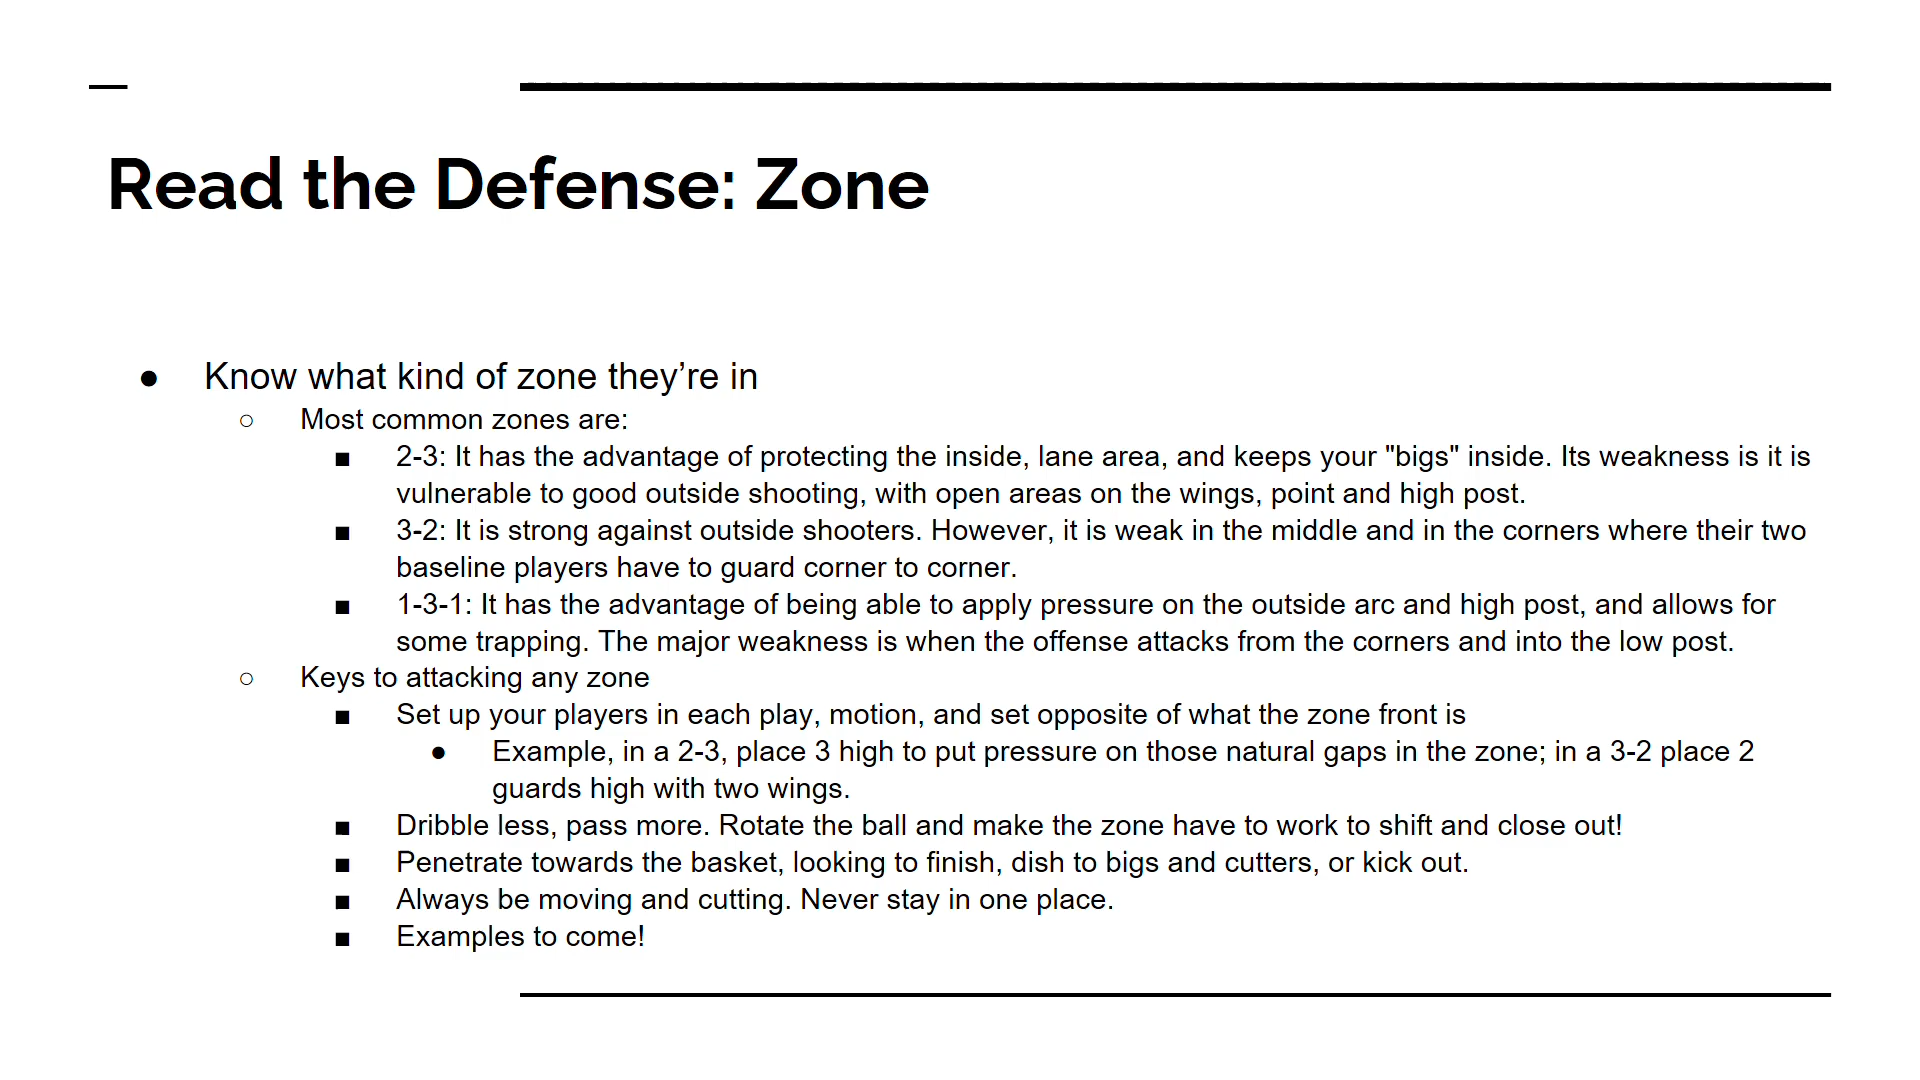 Read the Defense: Zone
● Know what kind of zone they’re in
○ Most common zones are:
■ 2-3: It has the advantage of protecting the inside, lane area, and keeps your "bigs" inside. Its weakness is it is
vulnerable to good outside shooting, with open areas on the wings, point and high post.
■ 3-2: It is strong against outside shooters. However, it is weak in the middle and in the corners where their two
baseline players have to guard corner to corner.
■ 1-3-1: It has the advantage of being able to apply pressure on the outside arc and high post, and allows for
some trapping. The major weakness is when the offense attacks from the corners and into the low post.
○ Keys to attacking any zone
■ Set up your players in each play, motion, and set opposite of what the zone front is
● Example, in a 2-3, place 3 high to put pressure on those natural gaps in the zone; in a 3-2 place 2
guards high with two wings.
■ Dribble less, pass more. Rotate the ball and make the zone have to work to shift and close out!
■ Penetrate towards the basket, looking to finish, dish to bigs and cutters, or kick out.
■ Always be moving and cutting. Never stay in one place.
■ Examples to come!